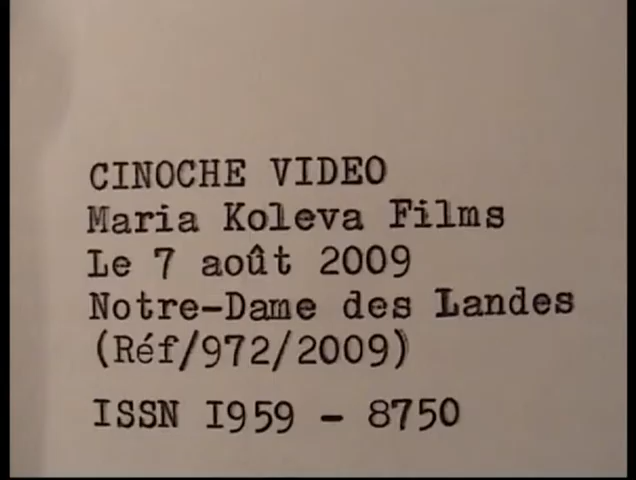 CINOCHE VIDEO
Maria Koleva Films
Le 7 août 2009
Notre-Dame des Landes
(Réf/972/2009)
ISSN I959 - 8750